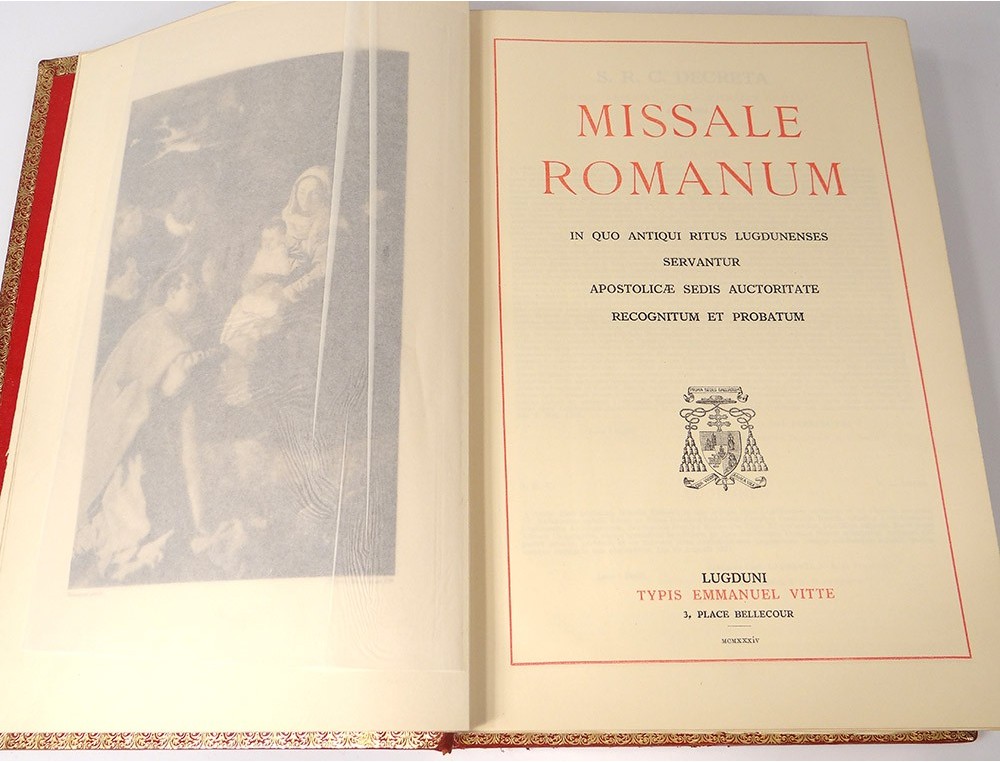 MISSALE
ROMANUM
IN QUO ANTIQUI RITUS LUGDUNENSES
SERVANTUR
APOSTOLICÆ SEDIS AUCTORITATE
RECOGNITUM ET PROBATUM
LUGDUNI
TYPIS EMMANUEL VITTE
3, PLACE BELLECOUR
MCMXXXIV